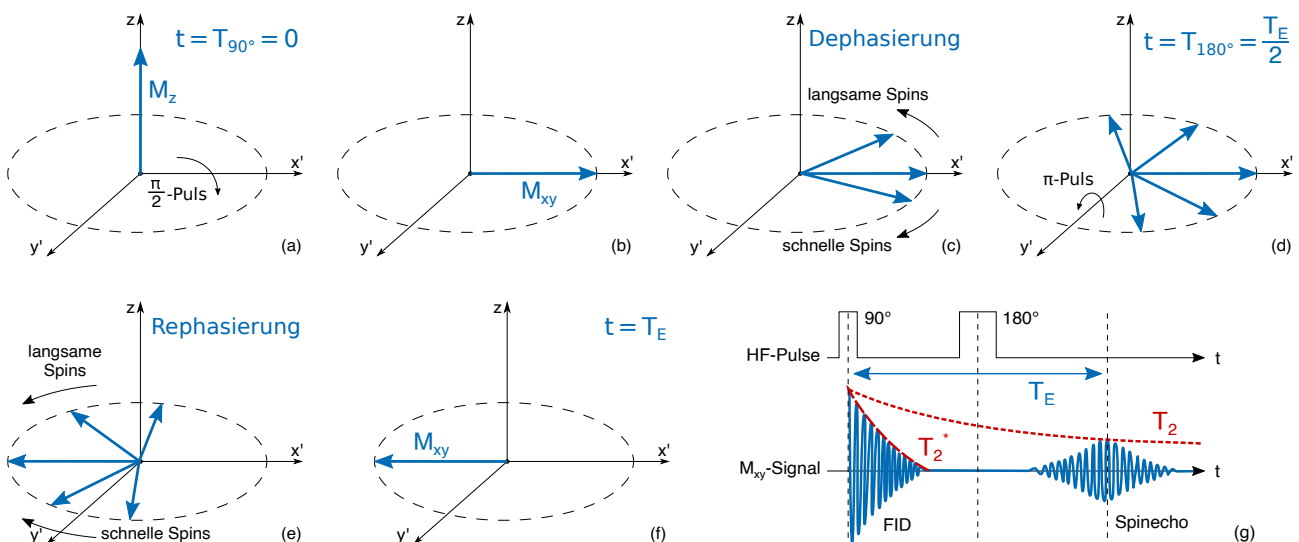 z
t = T90° = 0
Mz
x'
π/2-Puls
y'
(a)
z
x'
Mxy
y'
(b)
z
Dephasierung
langsame Spins
x'
schnelle Spins
y'
(c)
z
t = T180° = TE/2
x'
π-Puls
y'
(d)
z
Rephasierung
langsame
Spins
x'
y'
schnelle Spins
(e)
z
t = TE
Mxy
x'
y'
(f)
90°
180°
HF-Pulse
t
TE
T2
T2*
Mxy-Signal
t
FID
Spinecho
(g)